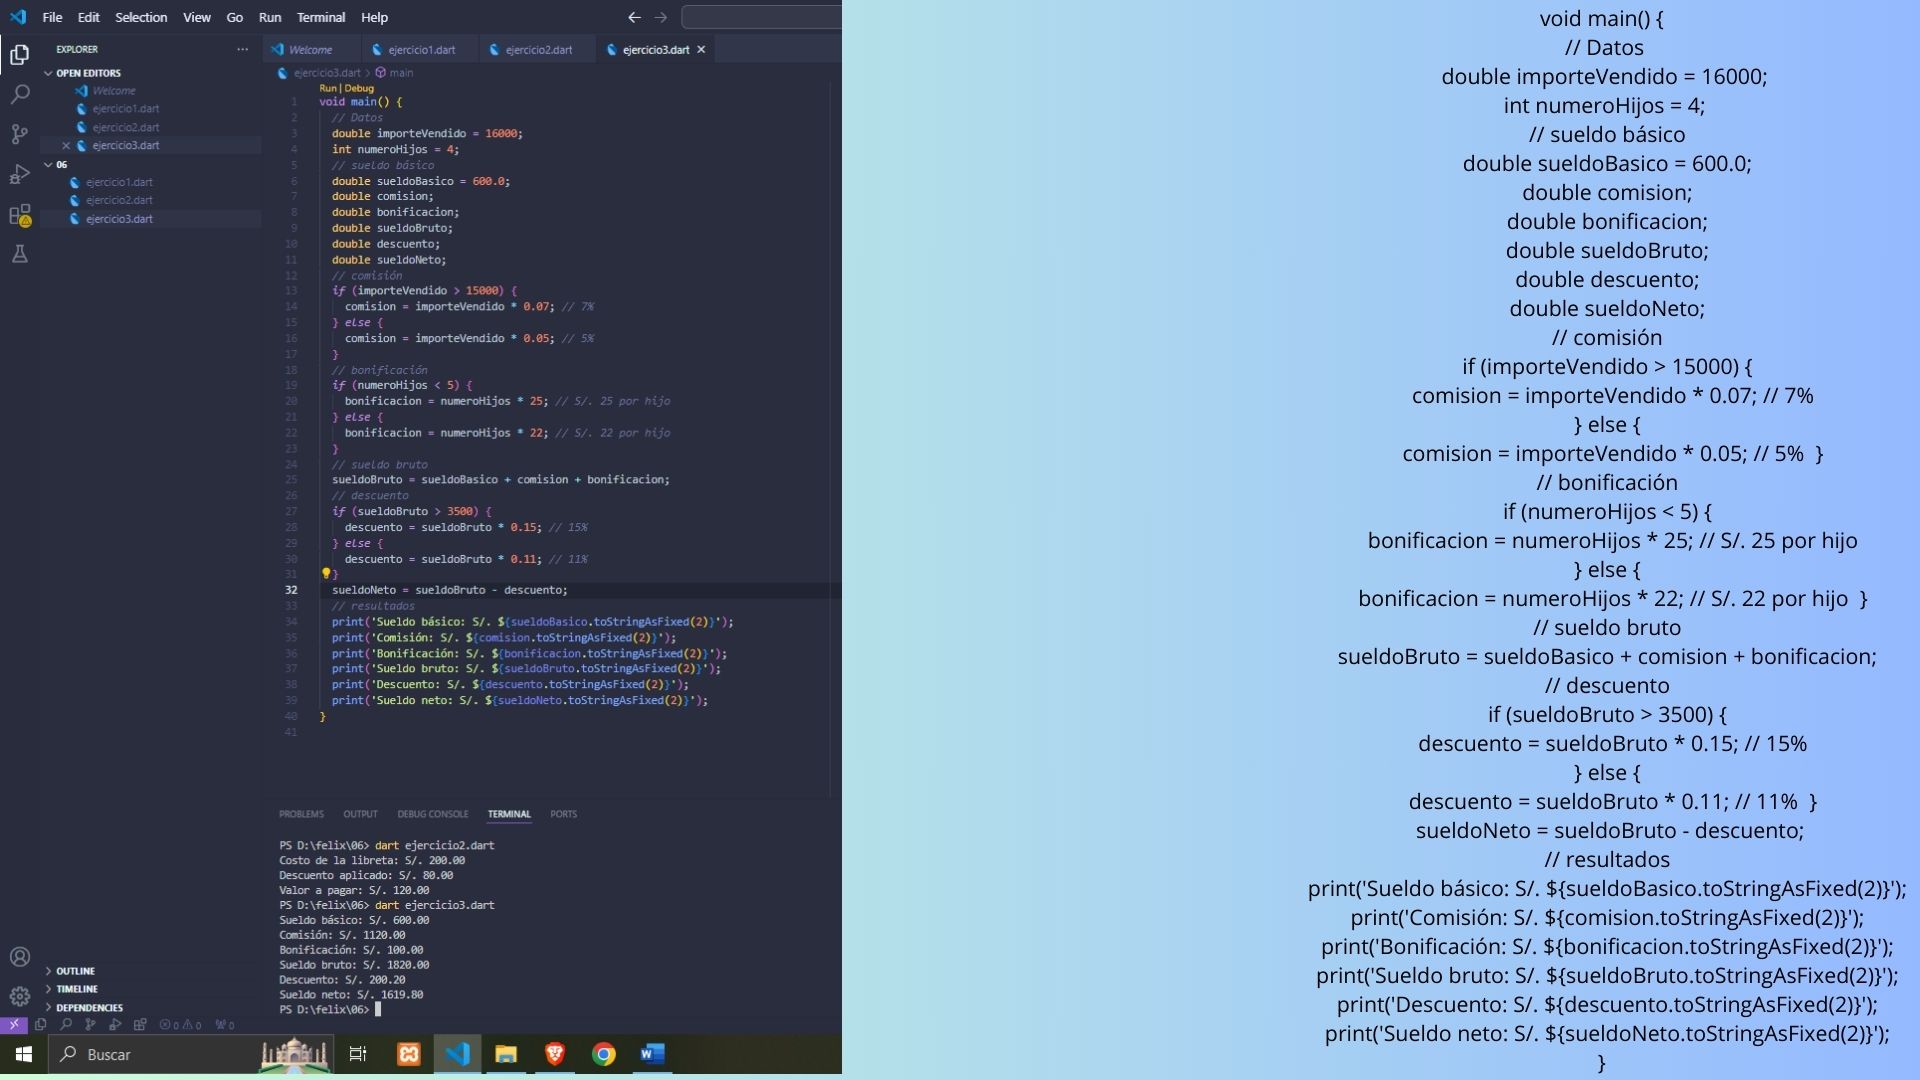 File Edit Selection View Go Run Terminal Help
EXPLORER
OPEN EDITORS
Welcome
ejercicio1.dart
ejercicio2.dart
ejercicio3.dart
06
ejercicio1.dart
ejercicio2.dart
ejercicio3.dart
OUTLINE
TIMELINE
DEPENDENCIES
Welcome ejercicio1.dart ejercicio2.dart ejercicio3.dart
ejercicio3.dart > main
Run | Debug
1 void main() {
2 // Datos
3 double importeVendido = 16000;
4 int numeroHijos = 4;
5 // sueldo básico
6 double sueldoBasico = 600.0;
7 double comision;
8 double bonificacion;
9 double sueldoBruto;
10 double descuento;
11 double sueldoNeto;
12 // comisión
13 if (importeVendido > 15000) {
14 comision = importeVendido * 0.07; // 7%
15 } else {
16 comision = importeVendido * 0.05; // 5%
17 }
18 // bonificación
19 if (numeroHijos < 5) {
20 bonificacion = numeroHijos * 25; // S/. 25 por hijo
21 } else {
22 bonificacion = numeroHijos * 22; // S/. 22 por hijo
23 }
24 // sueldo bruto
25 sueldoBruto = sueldoBasico + comision + bonificacion;
26 // descuento
27 if (sueldoBruto > 3500) {
28 descuento = sueldoBruto * 0.15; // 15%
29 } else {
30 descuento = sueldoBruto * 0.11; // 11%
31 }
32 sueldoNeto = sueldoBruto - descuento;
33 // resultados
34 print('Sueldo básico: S/. ${sueldoBasico.toStringAsFixed(2)}');
35 print('Comisión: S/. ${comision.toStringAsFixed(2)}');
36 print('Bonificación: S/. ${bonificacion.toStringAsFixed(2)}');
37 print('Sueldo bruto: S/. ${sueldoBruto.toStringAsFixed(2)}');
38 print('Descuento: S/. ${descuento.toStringAsFixed(2)}');
39 print('Sueldo neto: S/. ${sueldoNeto.toStringAsFixed(2)}');
40 }
41
PROBLEMS OUTPUT DEBUG CONSOLE TERMINAL PORTS
PS D:\felix\06> dart ejercicio2.dart
Costo de la libreta: S/. 200.00
Descuento aplicado: S/. 80.00
Valor a pagar: S/. 120.00
PS D:\felix\06> dart ejercicio3.dart
Sueldo básico: S/. 600.00
Comisión: S/. 1120.00
Bonificación: S/. 100.00
Sueldo bruto: S/. 1820.00
Descuento: S/. 200.20
Sueldo neto: S/. 1619.80
PS D:\felix\06>
0 0 0
Buscar
void main() {
// Datos
double importeVendido = 16000;
int numeroHijos = 4;
// sueldo básico
double sueldoBasico = 600.0;
double comision;
double bonificacion;
double sueldoBruto;
double descuento;
double sueldoNeto;
// comisión
if (importeVendido > 15000) {
comision = importeVendido * 0.07; // 7%
} else {
comision = importeVendido * 0.05; // 5% }
// bonificación
if (numeroHijos < 5) {
bonificacion = numeroHijos * 25; // S/. 25 por hijo
} else {
bonificacion = numeroHijos * 22; // S/. 22 por hijo }
// sueldo bruto
sueldoBruto = sueldoBasico + comision + bonificacion;
// descuento
if (sueldoBruto > 3500) {
descuento = sueldoBruto * 0.15; // 15%
} else {
descuento = sueldoBruto * 0.11; // 11% }
sueldoNeto = sueldoBruto - descuento;
// resultados
print('Sueldo básico: S/. ${sueldoBasico.toStringAsFixed(2)}');
print('Comisión: S/. ${comision.toStringAsFixed(2)}');
print('Bonificación: S/. ${bonificacion.toStringAsFixed(2)}');
print('Sueldo bruto: S/. ${sueldoBruto.toStringAsFixed(2)}');
print('Descuento: S/. ${descuento.toStringAsFixed(2)}');
print('Sueldo neto: S/. ${sueldoNeto.toStringAsFixed(2)}');
}